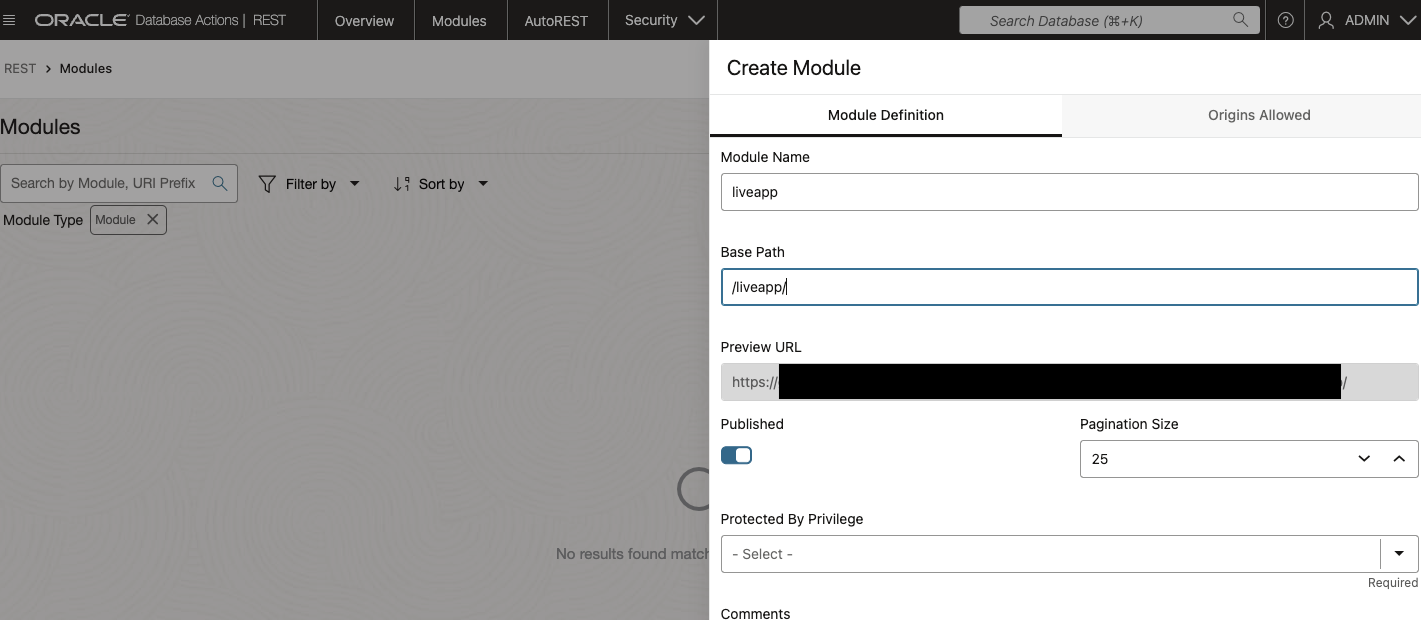 ORACLE Database Actions | REST Overview Modules AutoREST Security Search Database (⌘+K) ADMIN
REST > Modules
Modules
Search by Module, URI Prefix Filter by Sort by
Module Type Module
No results found match
Create Module
Module Definition Origins Allowed
Module Name
liveapp
Base Path
/liveapp/
Preview URL
https:// /
Published Pagination Size
25
Protected By Privilege
- Select -
Required
Comments